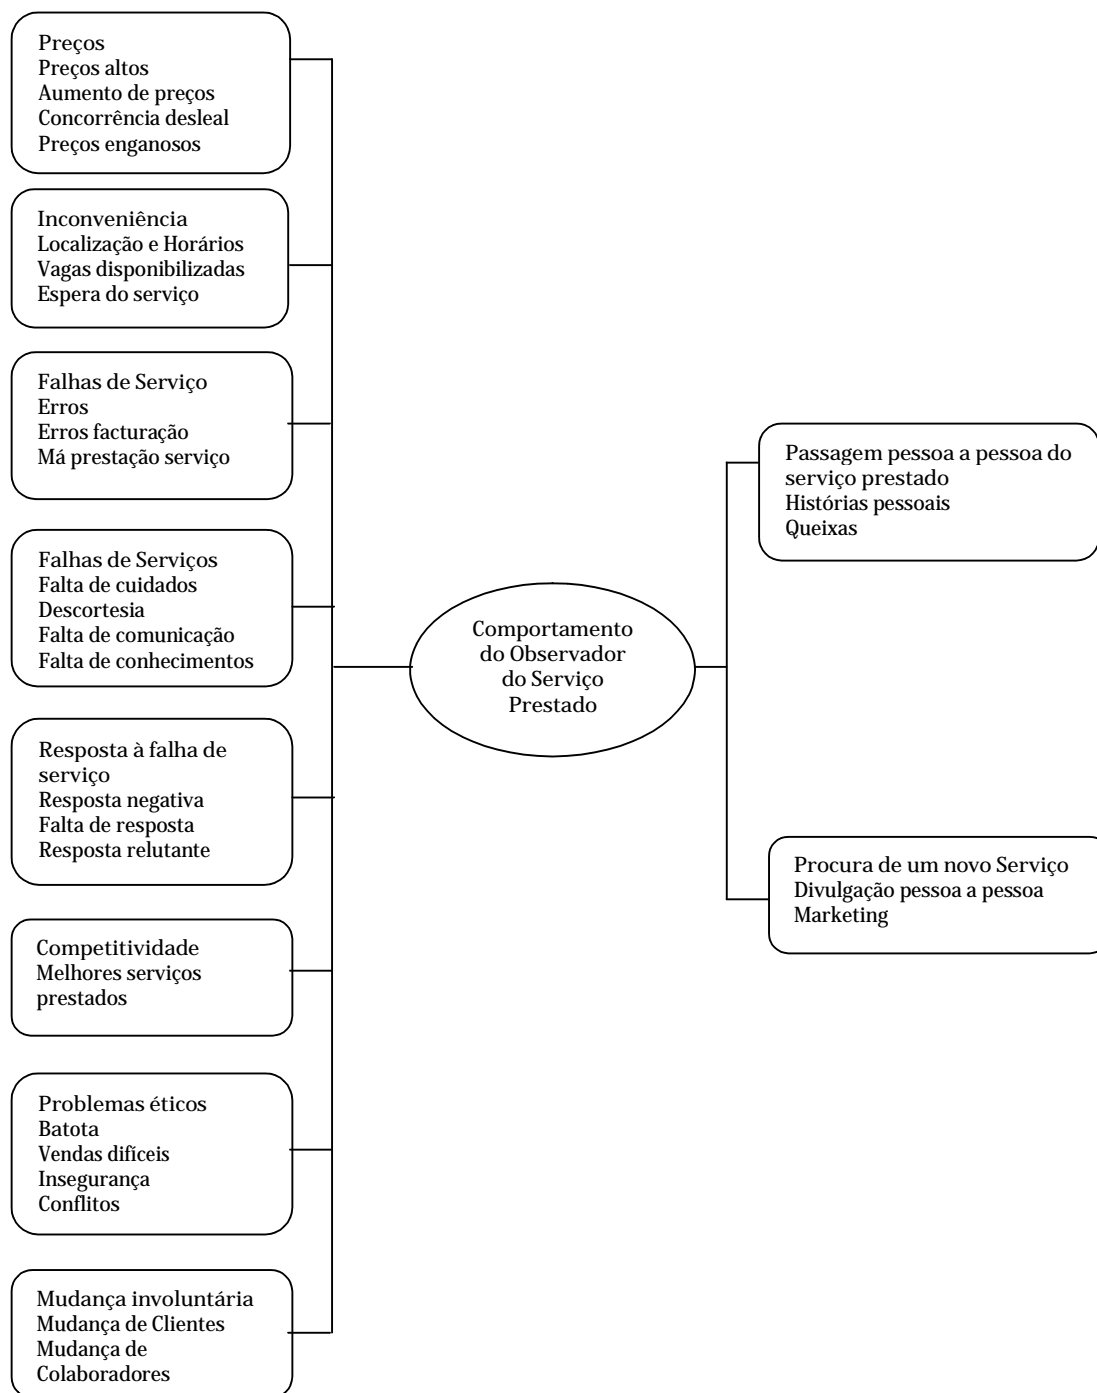 Preços
Preços altos
Aumento de preços
Concorrência desleal
Preços enganosos
Inconveniência
Localização e Horários
Vagas disponibilizadas
Espera do serviço
Falhas de Serviço
Erros
Erros facturação
Má prestação serviço
Falhas de Serviços
Falta de cuidados
Descortesia
Falta de comunicação
Falta de conhecimentos
Resposta à falha de
serviço
Resposta negativa
Falta de resposta
Resposta relutante
Competitividade
Melhores serviços
prestados
Problemas éticos
Batota
Vendas difíceis
Insegurança
Conflitos
Mudança involuntária
Mudança de Clientes
Mudança de
Colaboradores
Comportamento
do Observador
do Serviço
Prestado
Passagem pessoa a pessoa do
serviço prestado
Histórias pessoais
Queixas
Procura de um novo Serviço
Divulgação pessoa a pessoa
Marketing